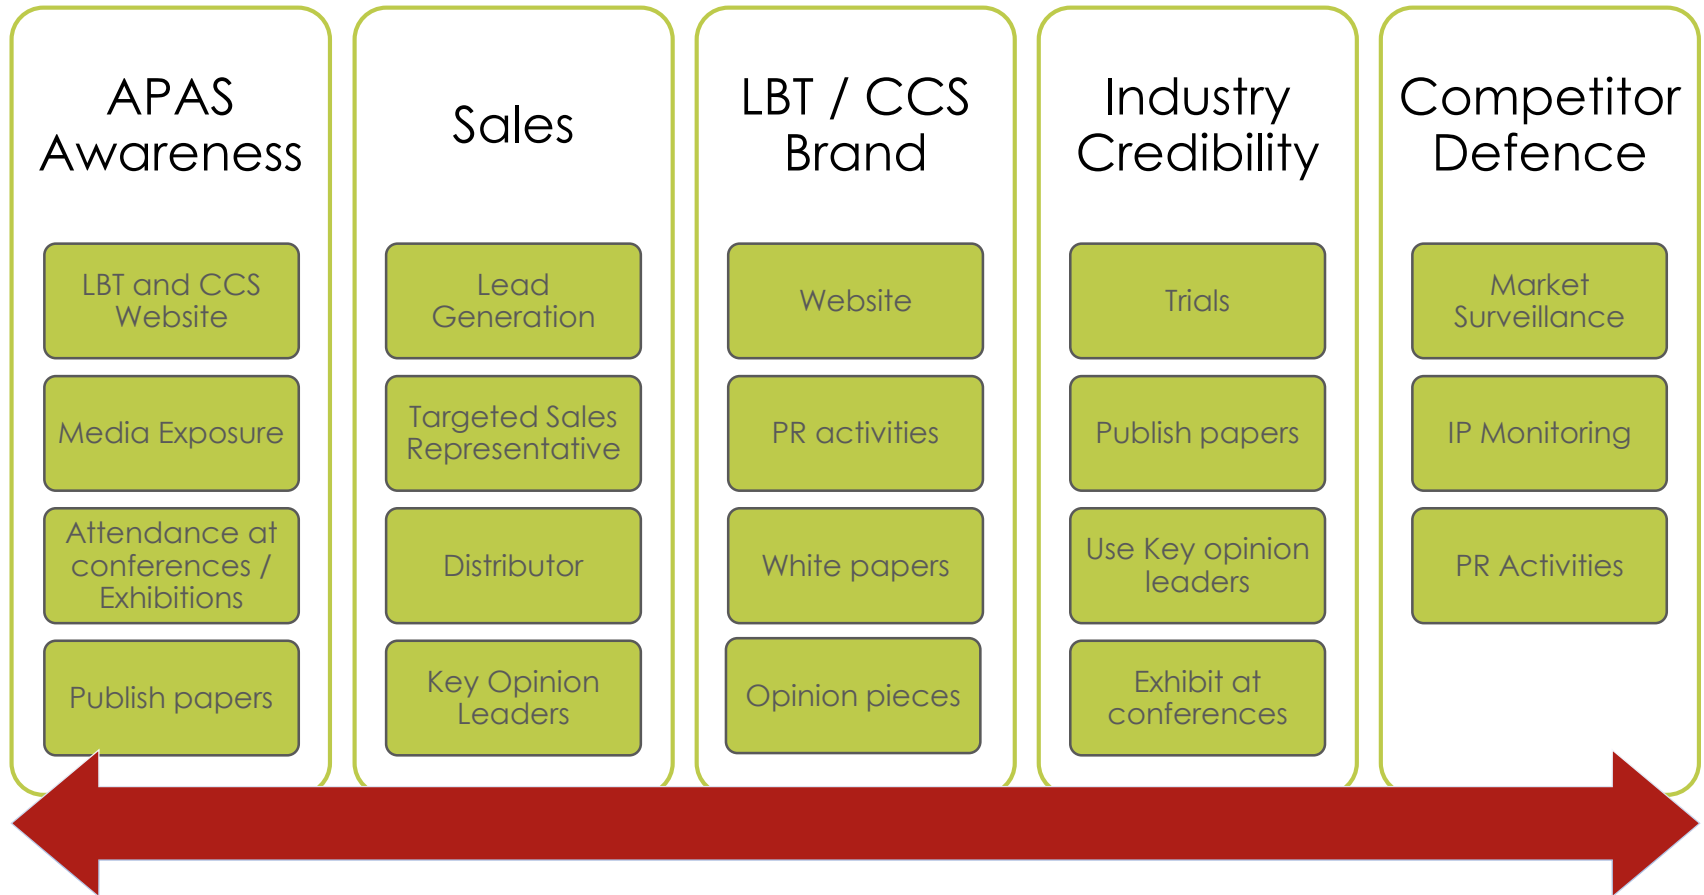 APAS
Awareness
LBT and CCS
Website
Media Exposure
Attendance at
conferences /
Exhibitions
Publish papers
Sales
Lead
Generation
Targeted Sales
Representative
Distributor
Key Opinion
Leaders
LBT / CCS
Brand
Website
PR activities
White papers
Opinion pieces
Industry
Credibility
Trials
Publish papers
Use Key opinion
leaders
Exhibit at
conferences
Competitor
Defence
Market
Surveillance
IP Monitoring
PR Activities